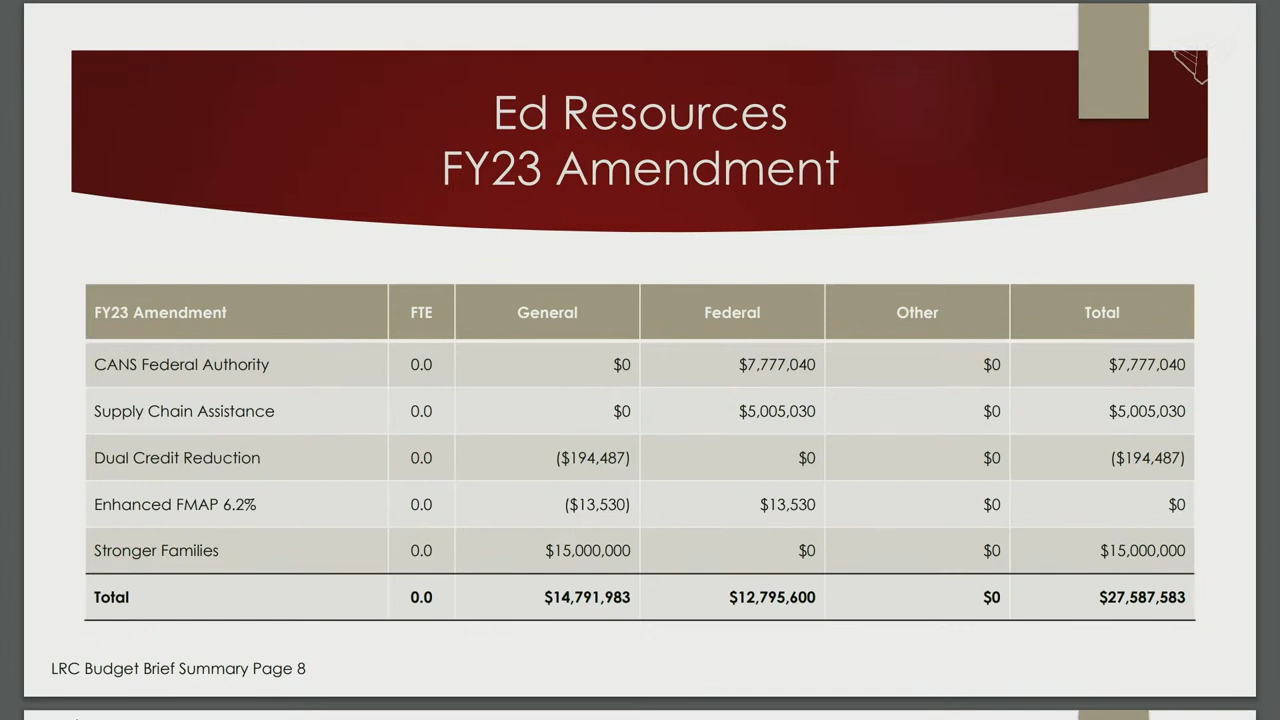 Ed Resources
FY23 Amendment
FY23 Amendment FTE General Federal Other Total
CANS Federal Authority 0.0 $0 $7,777,040 $0 $7,777,040
Supply Chain Assistance 0.0 $0 $5,005,030 $0 $5,005,030
Dual Credit Reduction 0.0 ($194,487) $0 $0 ($194,487)
Enhanced FMAP 6.2% 0.0 ($13,530) $13,530 $0 $0
Stronger Families 0.0 $15,000,000 $0 $0 $15,000,000
Total 0.0 $14,791,983 $12,795,600 $0 $27,587,583
LRC Budget Brief Summary Page 8